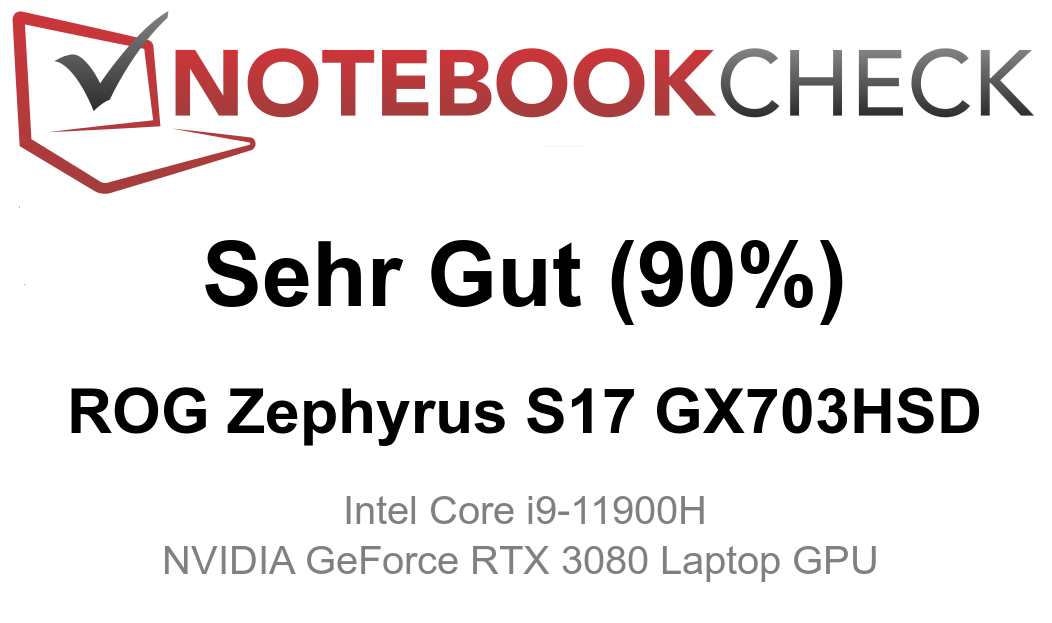 NOTEBOOKCHECK
Sehr Gut (90%)
ROG Zephyrus S17 GX703HSD
Intel Core i9-11900H
NVIDIA GeForce RTX 3080 Laptop GPU